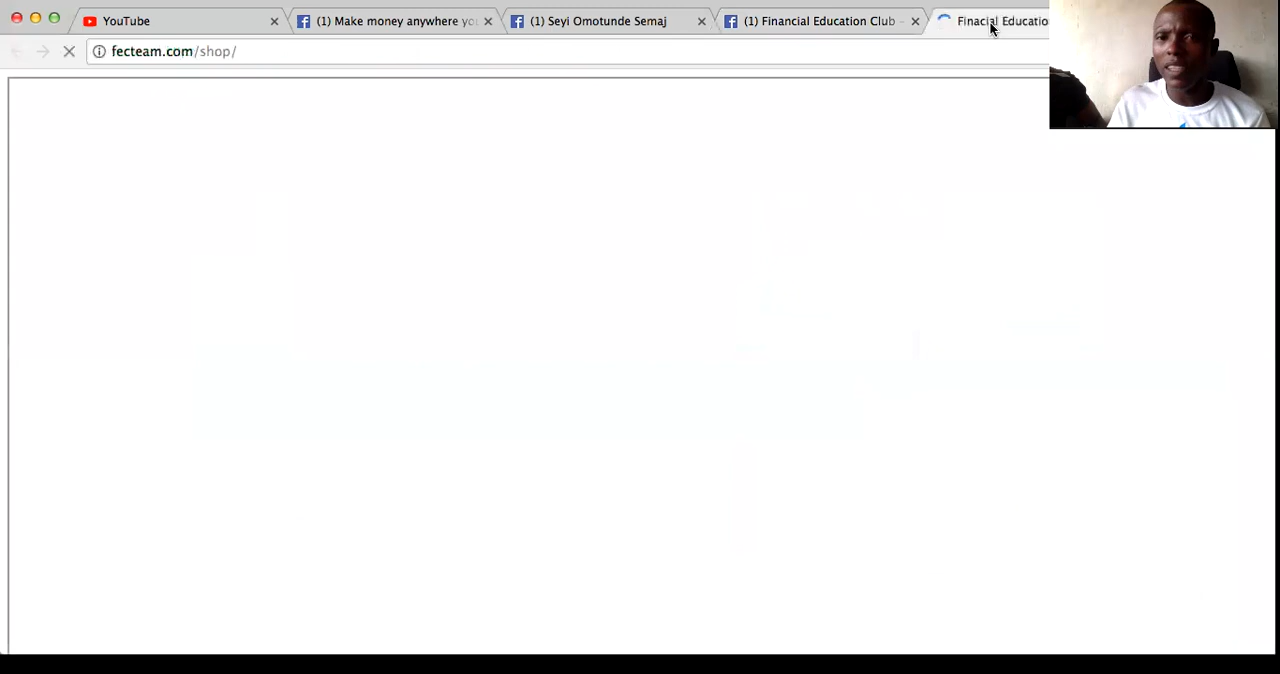 YouTube
(1) Make money anywhere yo
(1) Seyi Omotunde Semaj
(1) Financial Education Club -
Finacial Educatio
fecteam.com/shop/